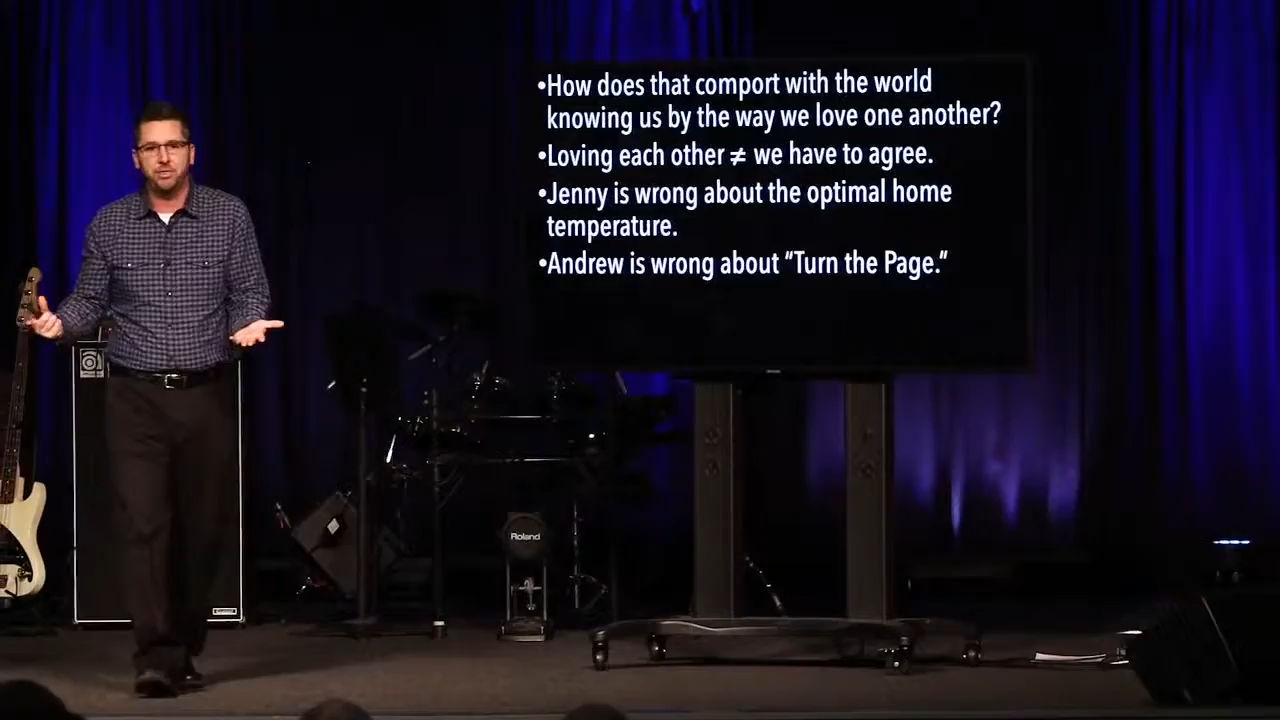 •How does that comport with the world
knowing us by the way we love one another?
•Loving each other ≠ we have to agree.
•Jenny is wrong about the optimal home
temperature.
•Andrew is wrong about “Turn the Page.“
Roland